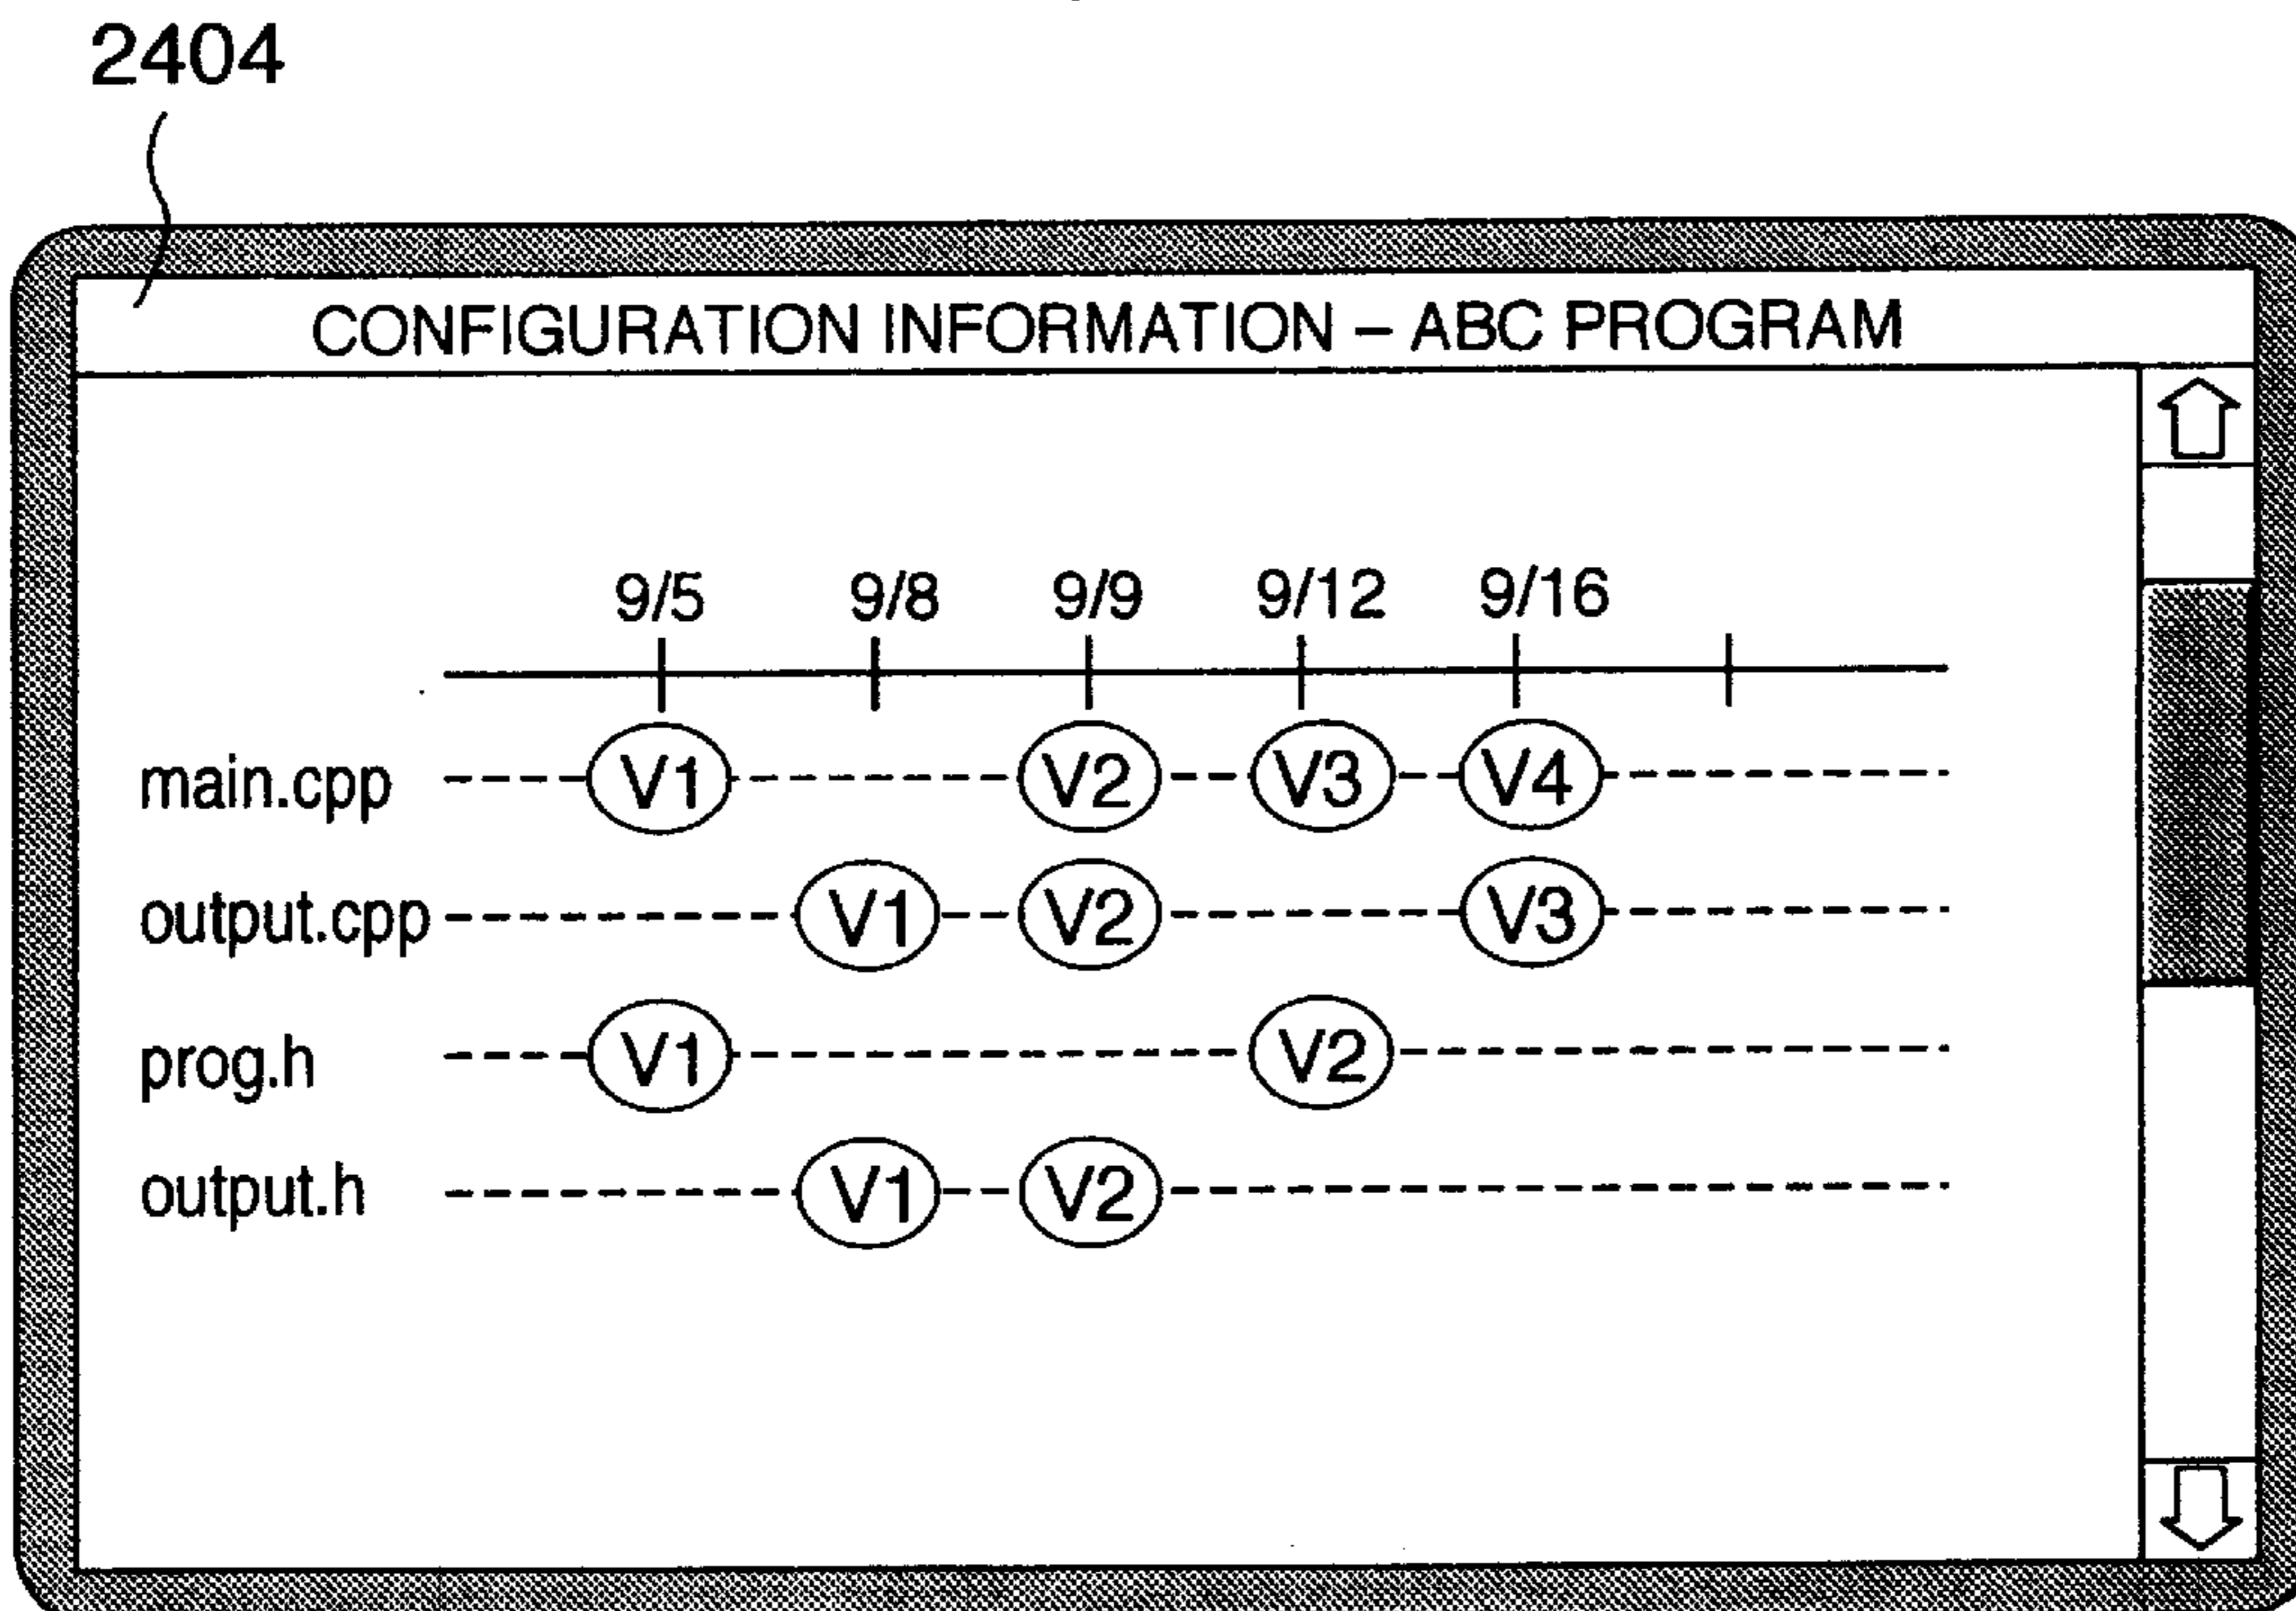 2404
CONFIGURATION INFORMATION – ABC PROGRAM
9/5 9/8 9/9 9/12 9/16
main.cpp V1 V2 V3 V4
output.cpp V1 V2 V3
prog.h V1 V2
output.h V1 V2